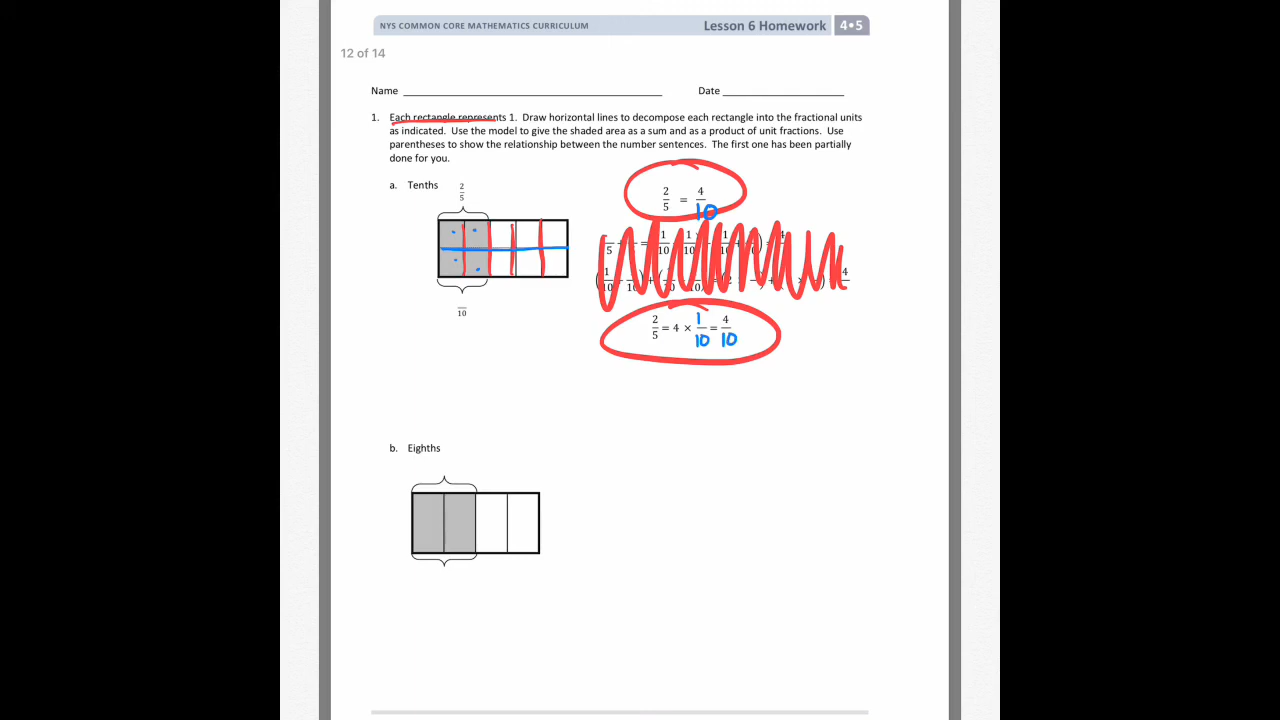 NYS COMMON CORE MATHEMATICS CURRICULUM Lesson 6 Homework 4•5
12 of 14
Name Date
1. Each rectangle represents 1. Draw horizontal lines to decompose each rectangle into the fractional units
as indicated. Use the model to give the shaded area as a sum and as a product of unit fractions. Use
parentheses to show the relationship between the number sentences. The first one has been partially
done for you.
a. Tenths 2/5
2/5 = 4/10
/10
2/5 = 4 × 1/10 = 4/10
b. Eighths